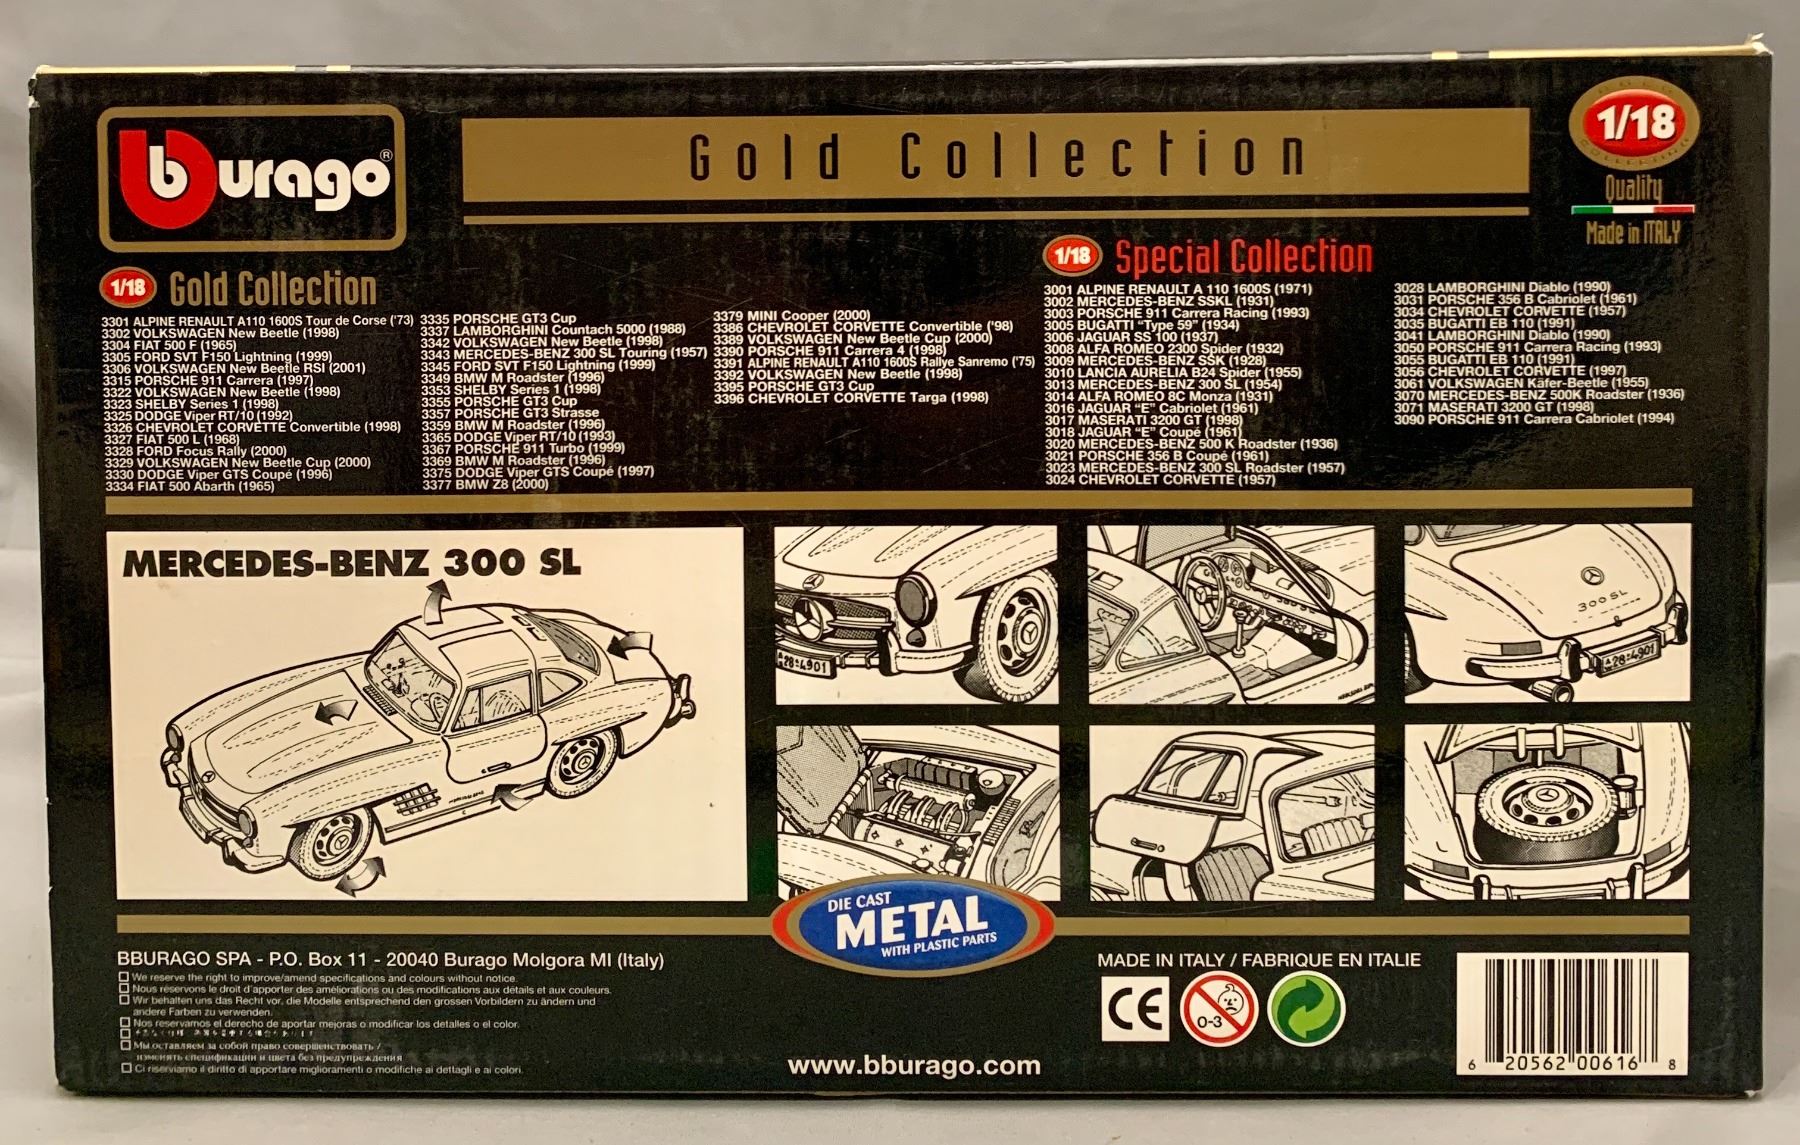 burago®
Gold Collection
1/18
COLLECTION
Quality
Made in ITALY
1/18 Gold Collection
3301 ALPINE RENAULT A110 1600S Tour de Corse ('73)
3302 VOLKSWAGEN New Beetle (1998)
3304 FIAT 500 F (1965)
3305 FORD SVT F150 Lightning (1999)
3306 VOLKSWAGEN New Beetle RSI (2001)
3315 PORSCHE 911 Carrera (1997)
3322 VOLKSWAGEN New Beetle (1998)
3323 SHELBY Series 1 (1998)
3325 DODGE Viper RT/10 (1992)
3326 CHEVROLET CORVETTE Convertible (1998)
3327 FIAT 500 L (1968)
3328 FORD Focus Rally (2000)
3329 VOLKSWAGEN New Beetle Cup (2000)
3330 DODGE Viper GTS Coupé (1996)
3334 FIAT 500 Abarth (1965)
3335 PORSCHE GT3 Cup
3337 LAMBORGHINI Countach 5000 (1988)
3342 VOLKSWAGEN New Beetle (1998)
3343 MERCEDES-BENZ 300 SL Touring (1957)
3345 FORD SVT F150 Lightning (1999)
3349 BMW M Roadster (1996)
3353 SHELBY Series 1 (1998)
3355 PORSCHE GT3 Cup
3357 PORSCHE GT3 Strasse
3359 BMW M Roadster (1996)
3365 DODGE Viper RT/10 (1993)
3367 PORSCHE 911 Turbo (1999)
3369 BMW M Roadster (1996)
3375 DODGE Viper GTS Coupé (1997)
3377 BMW Z8 (2000)
3379 MINI Cooper (2000)
3386 CHEVROLET CORVETTE Convertible ('98)
3389 VOLKSWAGEN New Beetle Cup (2000)
3390 PORSCHE 911 Carrera 4 (1998)
3391 ALPINE RENAULT A110 1600S Rallye Sanremo ('75)
3392 VOLKSWAGEN New Beetle (1998)
3395 PORSCHE GT3 Cup
3396 CHEVROLET CORVETTE Targa (1998)
1/18 Special Collection
3001 ALPINE RENAULT A 110 1600S (1971)
3002 MERCEDES-BENZ SSKL (1931)
3003 PORSCHE 911 Carrera Racing (1993)
3005 BUGATTI "Type 59" (1934)
3006 JAGUAR SS 100 (1937)
3008 ALFA ROMEO 2300 Spider (1932)
3009 MERCEDES-BENZ SSK (1928)
3010 LANCIA AURELIA B24 Spider (1955)
3013 MERCEDES-BENZ 300 SL (1954)
3014 ALFA ROMEO 8C Monza (1931)
3016 JAGUAR "E" Cabriolet (1961)
3017 MASERATI 3200 GT (1998)
3018 JAGUAR "E" Coupé (1961)
3020 MERCEDES-BENZ 500 K Roadster (1936)
3021 PORSCHE 356 B Coupé (1961)
3023 MERCEDES-BENZ 300 SL Roadster (1957)
3024 CHEVROLET CORVETTE (1957)
3028 LAMBORGHINI Diablo (1990)
3031 PORSCHE 356 B Cabriolet (1961)
3034 CHEVROLET CORVETTE (1957)
3035 BUGATTI EB 110 (1991)
3041 LAMBORGHINI Diablo (1990)
3050 PORSCHE 911 Carrera Racing (1993)
3055 BUGATTI EB 110 (1991)
3056 CHEVROLET CORVETTE (1997)
3061 VOLKSWAGEN Käfer-Beetle (1955)
3070 MERCEDES-BENZ 500K Roadster (1936)
3071 MASERATI 3200 GT (1998)
3090 PORSCHE 911 Carrera Cabriolet (1994)
MERCEDES-BENZ 300 SL
28·4901
300 SL
28·4901
DIE CAST
METAL
WITH PLASTIC PARTS
BBURAGO SPA - P.O. Box 11 - 20040 Burago Molgora MI (Italy)
We reserve the right to improve/amend specifications and colours without notice.
Nous réservons le droit d'apporter des améliorations ou des modifications aux détails et aux couleurs.
Wir behalten uns das Recht vor, die Modelle entsprechend den grossen Vorbildern zu ändern und
andere Farben zu verwenden.
Nos reservamos el derecho de aportar mejoras o modificar los detalles o el color.
Мы оставляем за собой право совершенствовать /
изменять спецификации и цвета без предупреждения
Ci riserviamo il diritto di apportare miglioramenti o modifiche ai dettagli e ai colori.
www.bburago.com
MADE IN ITALY / FABRIQUE EN ITALIE
CE
0-3
6 20562 00616 8